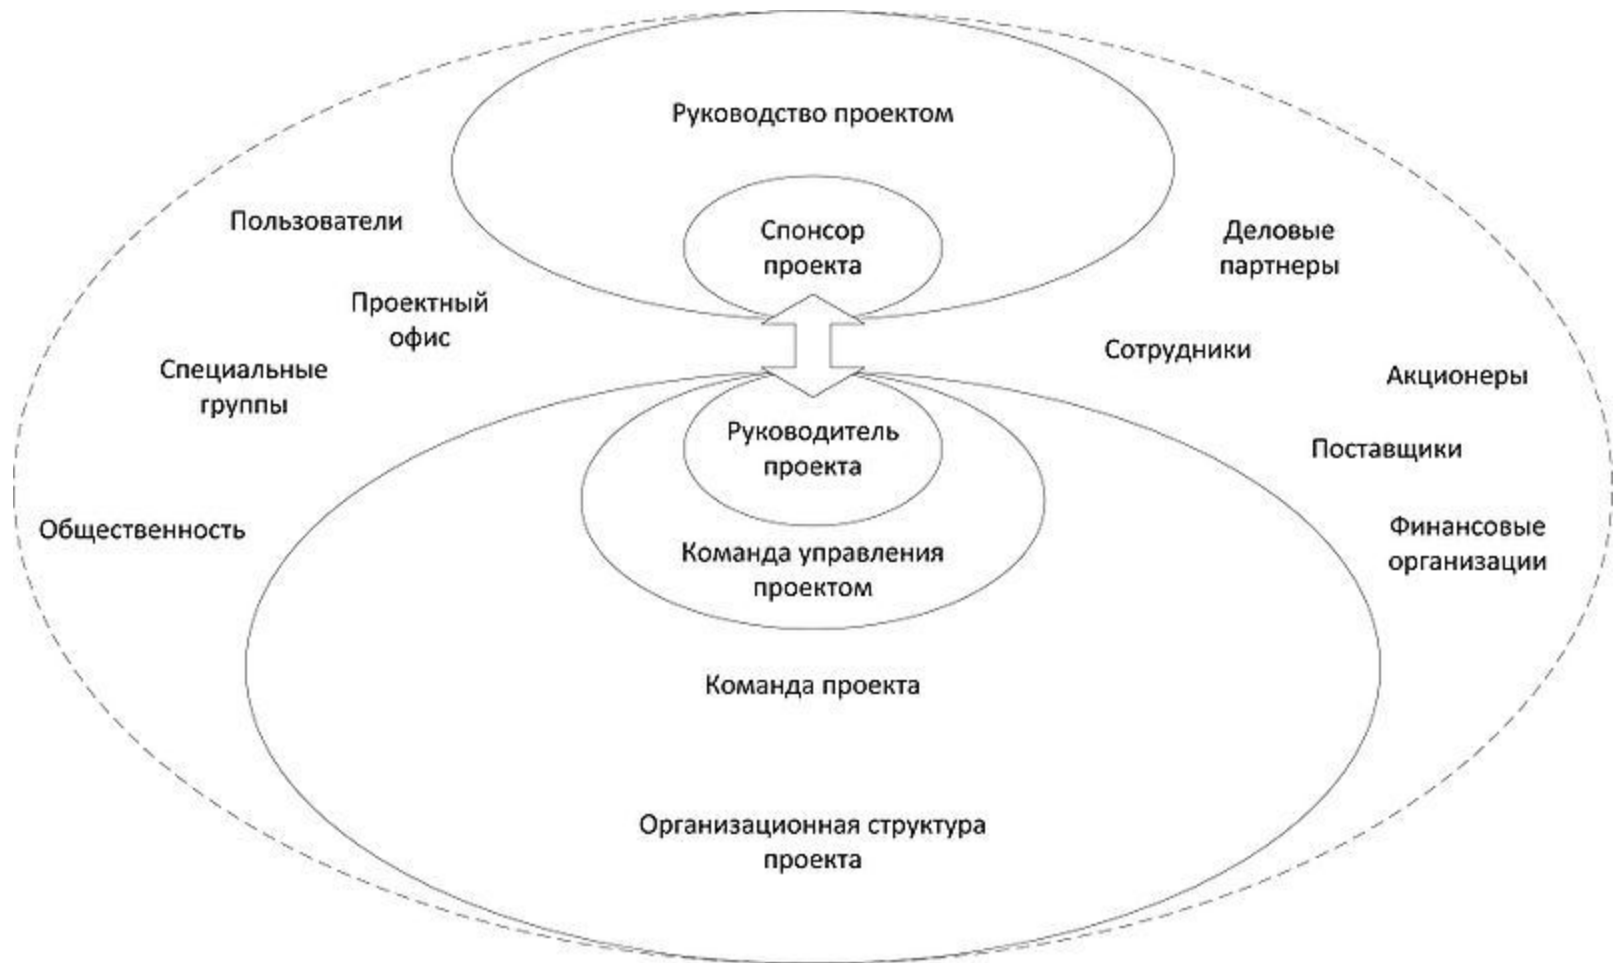 Руководство проектом
Спонсор
проекта
Пользователи
Проектный
офис
Специальные
группы
Общественность
Деловые
партнеры
Сотрудники
Акционеры
Поставщики
Финансовые
организации
Руководитель
проекта
Команда управления
проектом
Команда проекта
Организационная структура
проекта